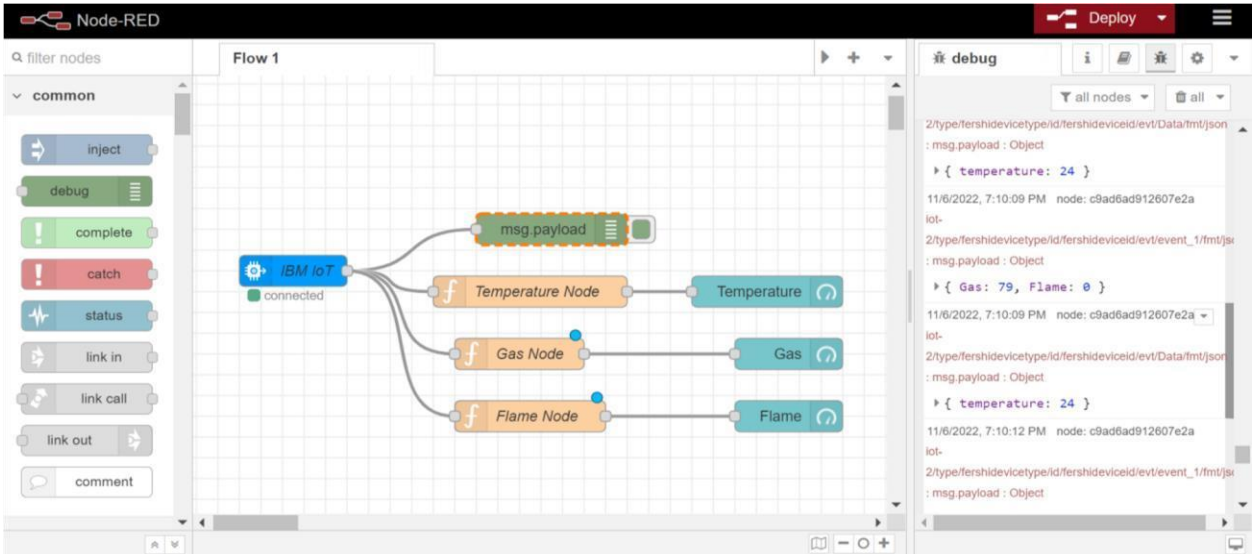 Node-RED
Deploy
filter nodes
Flow 1
debug
i
all nodes
all
common
inject
debug
complete
catch
status
link in
link call
link out
comment
msg.payload
IBM IoT
connected
Temperature Node
Temperature
Gas Node
Gas
Flame Node
Flame
2/type/fershidevicetype/id/fershideviceid/evt/Data/fmt/json
: msg.payload : Object
{ temperature: 24 }
11/6/2022, 7:10:09 PM node: c9ad6ad912607e2a
iot-
2/type/fershidevicetype/id/fershideviceid/evt/event_1/fmt/js
: msg.payload : Object
{ Gas: 79, Flame: 0 }
11/6/2022, 7:10:09 PM node: c9ad6ad912607e2a
iot-
2/type/fershidevicetype/id/fershideviceid/evt/Data/fmt/json
: msg.payload : Object
{ temperature: 24 }
11/6/2022, 7:10:12 PM node: c9ad6ad912607e2a
iot-
2/type/fershidevicetype/id/fershideviceid/evt/event_1/fmt/js
: msg.payload : Object